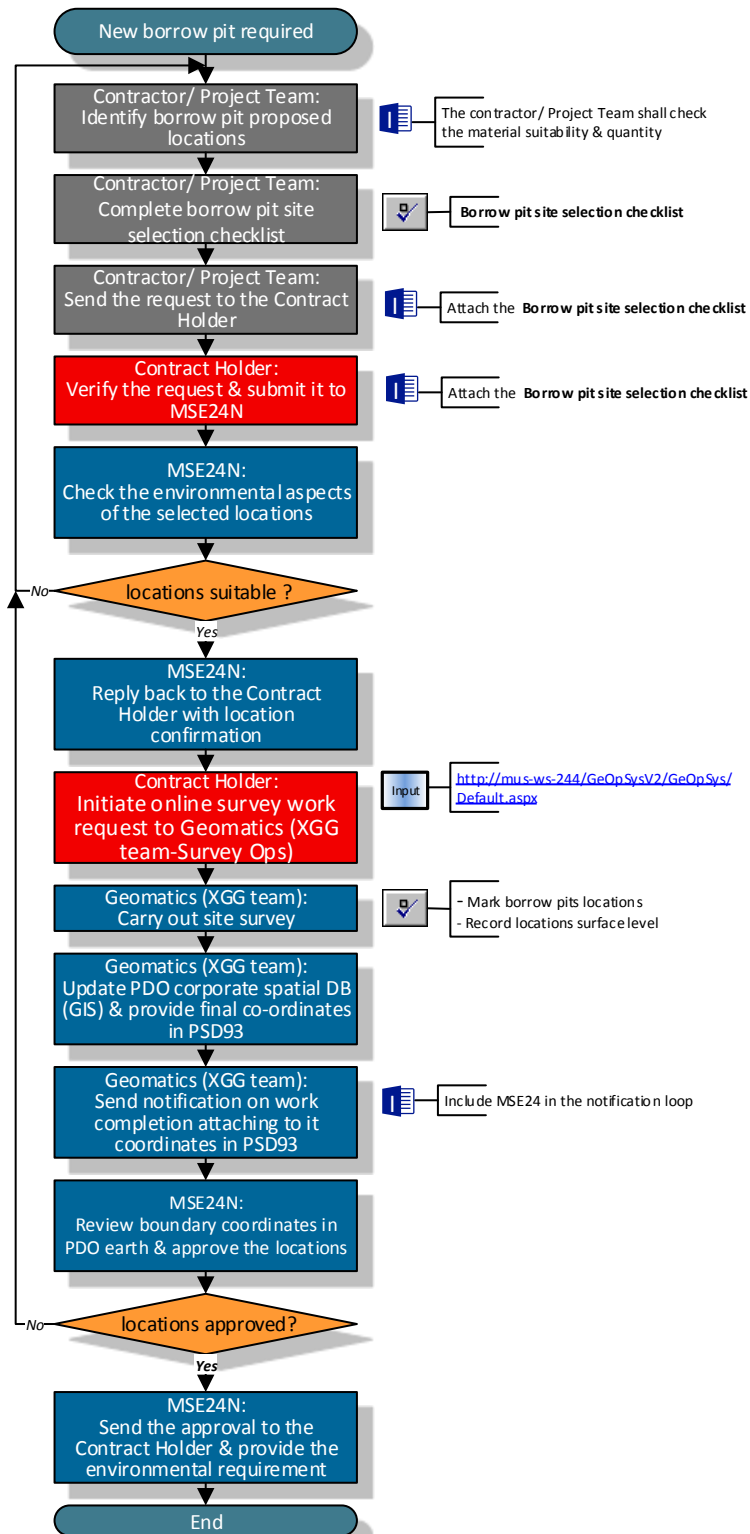 New borrow pit required
Contractor/ Project Team:
Identify borrow pit proposed
locations
The contractor/ Project Team shall check
the material suitability & quantity
Contractor/ Project Team:
Complete borrow pit site
selection checklist
Borrow pit site selection checklist
Contractor/ Project Team:
Send the request to the Contract
Holder
Attach the Borrow pit site selection checklist
Contract Holder:
Verify the request & submit it to
MSE24N
Attach the Borrow pit site selection checklist
MSE24N:
Check the environmental aspects
of the selected locations
No
locations suitable ?
Yes
MSE24N:
Reply back to the Contract
Holder with location
confirmation
Contract Holder:
Initiate online survey work
request to Geomatics (XGG
team-Survey Ops)
Input
http://mus-ws-244/GeOpSysV2/GeOpSys/
Default.aspx
Geomatics (XGG team):
Carry out site survey
- Mark borrow pits locations
- Record locations surface level
Geomatics (XGG team):
Update PDO corporate spatial DB
(GIS) & provide final co-ordinates
in PSD93
Geomatics (XGG team):
Send notification on work
completion attaching to it
coordinates in PSD93
Include MSE24 in the notification loop
MSE24N:
Review boundary coordinates in
PDO earth & approve the locations
No
locations approved?
Yes
MSE24N:
Send the approval to the
Contract Holder & provide the
environmental requirement
End